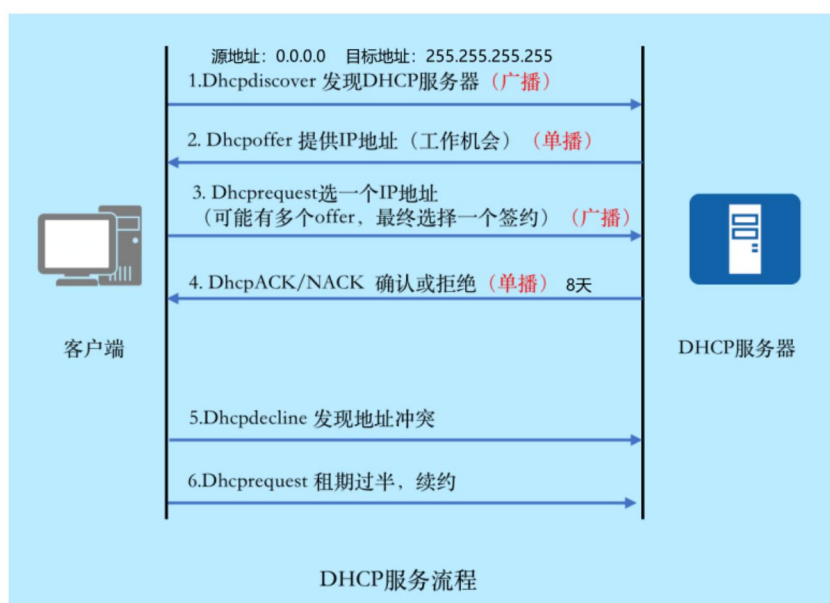 源地址：0.0.0.0 目标地址：255.255.255.255
1.Dhcpdiscover 发现DHCP服务器（广播）
2. Dhcpoffer 提供IP地址（工作机会）（单播）
3. Dhcprequest选一个IP地址
（可能有多个offer，最终选择一个签约）（广播）
4. DhcpACK/NACK 确认或拒绝（单播） 8天
客户端
DHCP服务器
5.Dhcpdecline 发现地址冲突
6.Dhcprequest 租期过半，续约
DHCP服务流程